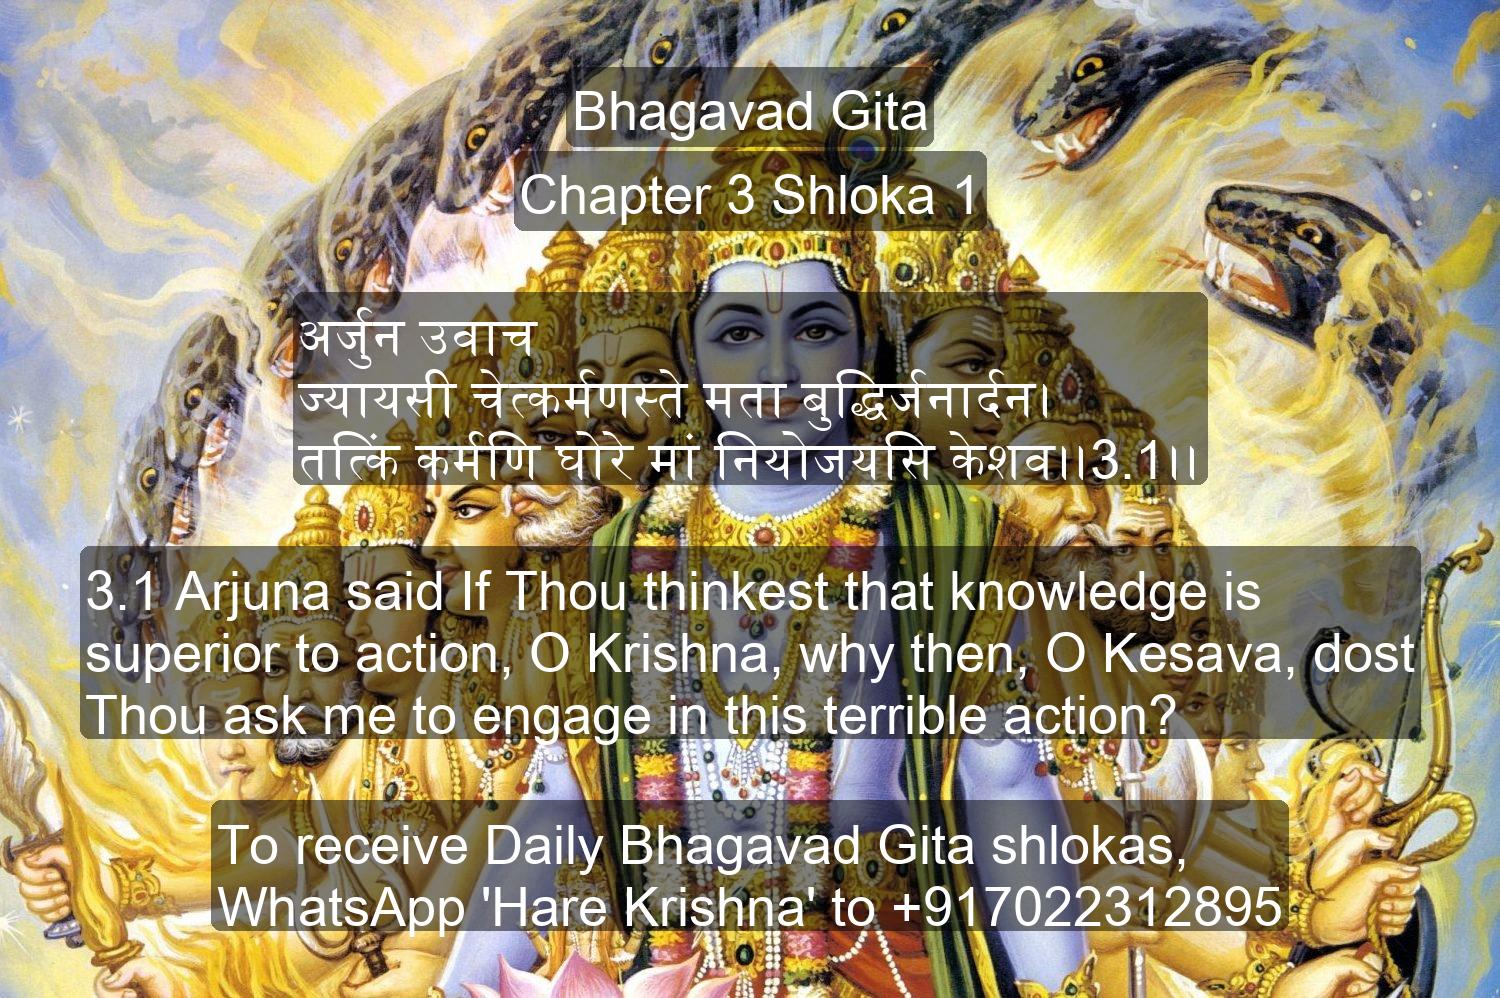 Bhagavad Gita
Chapter 3 Shloka 1
अर्जुन उवाच
ज्यायसी चेत्कर्मणस्ते मता बुद्धिर्जनार्दन।
तत्किं कर्मणि घोरे मां नियोजयसि केशव।।3.1।।
3.1 Arjuna said If Thou thinkest that knowledge is
superior to action, O Krishna, why then, O Kesava, dost
Thou ask me to engage in this terrible action?
To receive Daily Bhagavad Gita shlokas,
WhatsApp 'Hare Krishna' to +917022312895